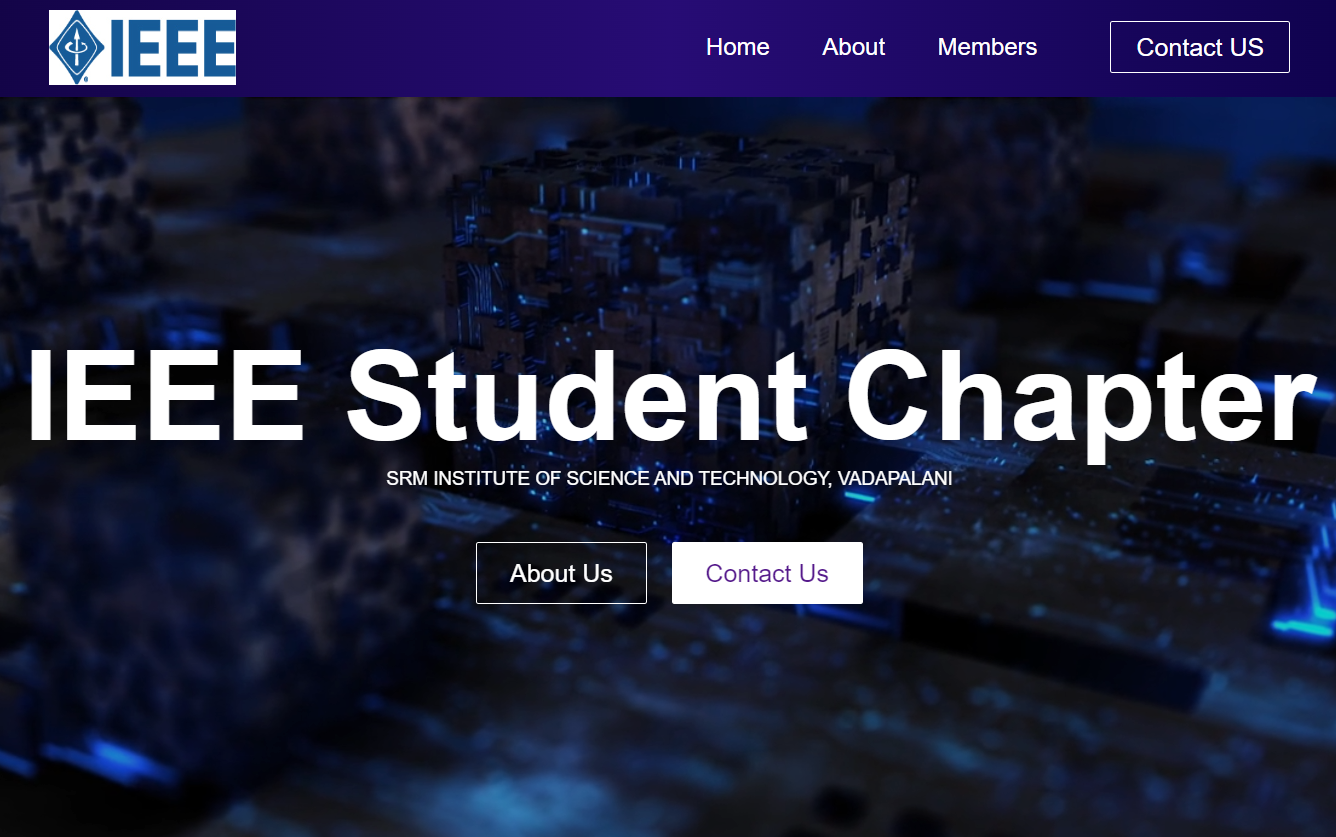 IEEE
Home About Members Contact US
IEEE Student Chapter
SRM INSTITUTE OF SCIENCE AND TECHNOLOGY, VADAPALANI
About Us Contact Us